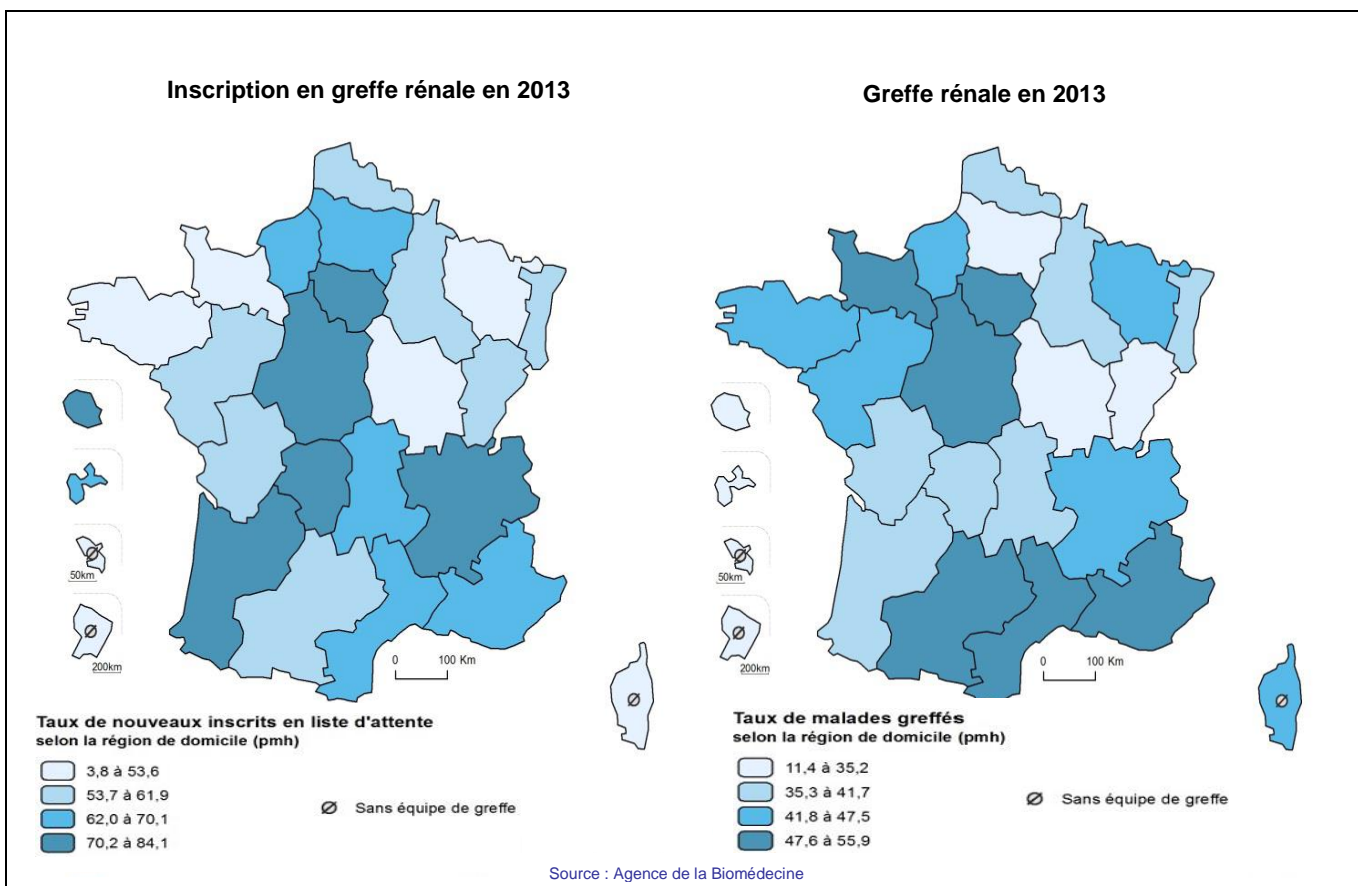 Inscription en greffe rénale en 2013
50km
200km
0 100 Km
Taux de nouveaux inscrits en liste d'attente
selon la région de domicile (pmh)
3,8 à 53,6
53,7 à 61,9
62,0 à 70,1
70,2 à 84,1
Ø Sans équipe de greffe
Greffe rénale en 2013
50km
200km
0 100 Km
Taux de malades greffés
selon la région de domicile (pmh)
11,4 à 35,2
35,3 à 41,7
41,8 à 47,5
47,6 à 55,9
Ø Sans équipe de greffe
Source : Agence de la Biomédecine